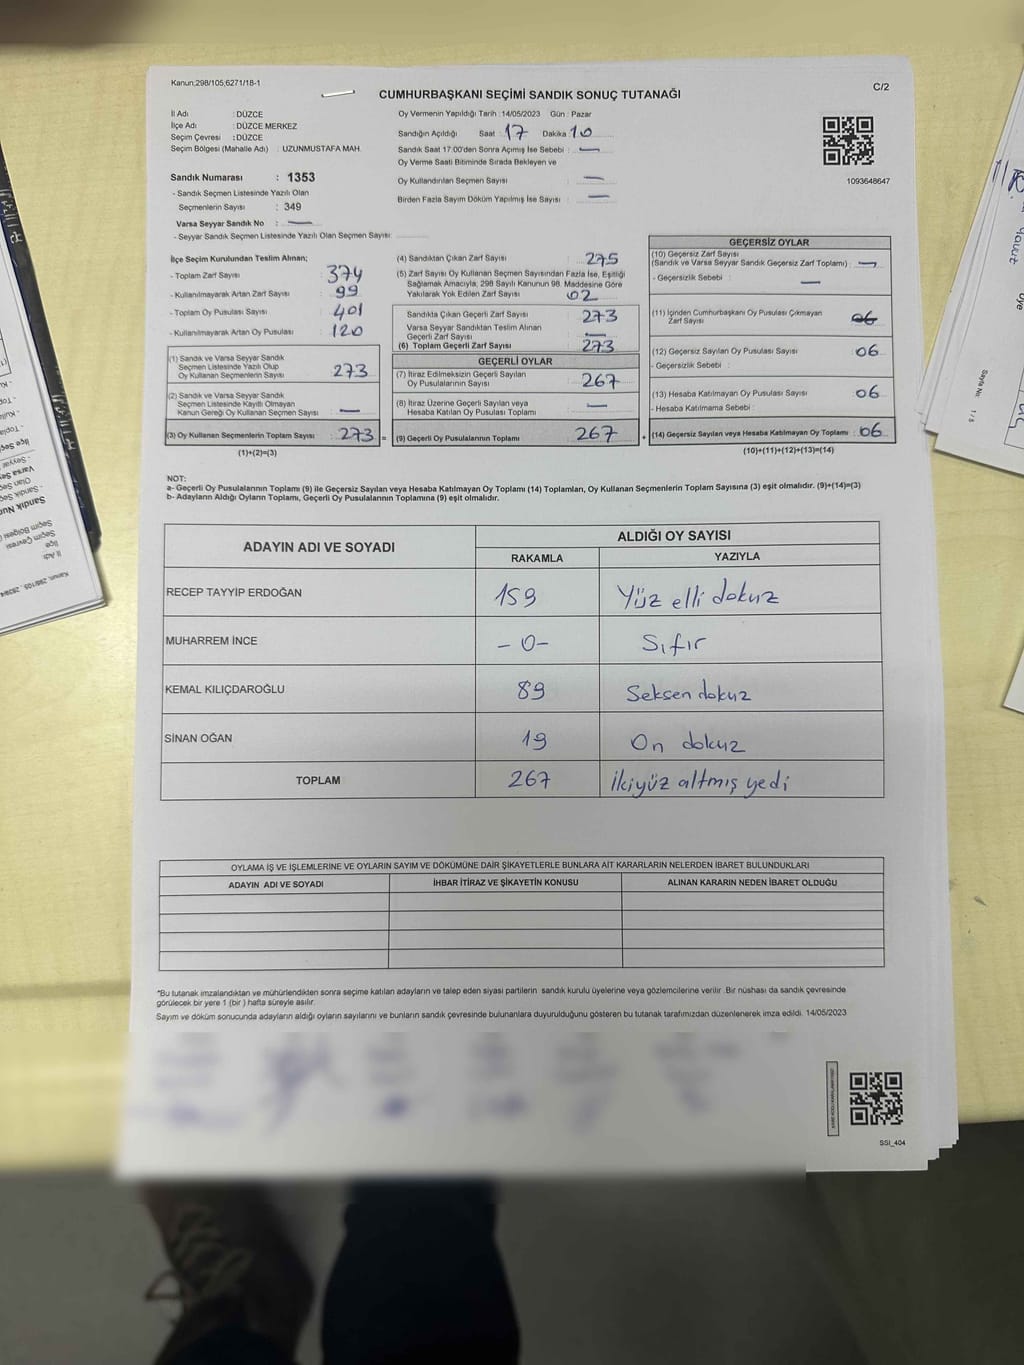 Kanun;298/105;6271/18-1
C/2
CUMHURBAŞKANI SEÇİMİ SANDIK SONUÇ TUTANAĞI
İl Adı : DÜZCE
İlçe Adı : DÜZCE MERKEZ
Seçim Çevresi : DÜZCE
Seçim Bölgesi (Mahalle Adı) : UZUNMUSTAFA MAH.
Sandık Numarası : 1353
- Sandık Seçmen Listesinde Yazılı Olan
Seçmenlerin Sayısı : 349
Varsa Seyyar Sandık No : —
- Seyyar Sandık Seçmen Listesinde Yazılı Olan Seçmen Sayısı:
Oy Vermenin Yapıldığı Tarih :14/05/2023 Gün : Pazar
Sandığın Açıldığı Saat : 17 Dakika 10
Sandık Saat 17:00'den Sonra Açımış İse Sebebi : —
Oy Verme Saati Bitiminde Sırada Bekleyen ve
Oy Kullandırılan Seçmen Sayısı : —
Birden Fazla Sayım Döküm Yapılmış İse Sayısı : —
1093648647
İlçe Seçim Kurulundan Teslim Alınan;
- Toplam Zarf Sayısı : 374
- Kullanılmayarak Artan Zarf Sayısı : 99
- Toplam Oy Pusulası Sayısı : 401
- Kullanılmayarak Artan Oy Pusulası : 120
(1) Sandık ve Varsa Seyyar Sandık
Seçmen Listesinde Yazılı Olup
Oy Kullanan Seçmenlerin Sayısı : 273
(2) Sandık ve Varsa Seyyar Sandık
Seçmen Listesinde Kayıtlı Olmayan
Kanun Gereği Oy Kullanan Seçmen Sayısı : —
(3) Oy Kullanan Seçmenlerin Toplam Sayısı : 273 =
(1)+(2)=(3)
(4) Sandıktan Çıkan Zarf Sayısı : 275
(5) Zarf Sayısı Oy Kullanan Seçmen Sayısından Fazla İse, Eşitliği
Sağlamak Amacıyla; 298 Sayılı Kanunun 98. Maddesine Göre
Yakılarak Yok Edilen Zarf Sayısı : 02
Sandıkta Çıkan Geçerli Zarf Sayısı : 273
Varsa Seyyar Sandıktan Teslim Alınan
Geçerli Zarf Sayısı : —
(6) Toplam Geçerli Zarf Sayısı : 273
GEÇERLİ OYLAR
(7) İtiraz Edilmeksizin Geçerli Sayılan
Oy Pusulalarının Sayısı : 267
(8) İtiraz Üzerine Geçerli Sayılan veya
Hesaba Katılan Oy Pusulası Toplamı : —
(9) Geçerli Oy Pusulalarının Toplamı : 267 +
GEÇERSİZ OYLAR
(10) Geçersiz Zarf Sayısı
(Sandık ve Varsa Seyyar Sandık Geçersiz Zarf Toplamı) : —
- Geçersizlik Sebebi : —
(11) İçinden Cumhurbaşkanı Oy Pusulası Çıkmayan
Zarf Sayısı : 06
(12) Geçersiz Sayılan Oy Pusulası Sayısı : 06
- Geçersizlik Sebebi :
(13) Hesaba Katılmayan Oy Pusulası Sayısı : 06
- Hesaba Katılmama Sebebi :
(14) Geçersiz Sayılan veya Hesaba Katılmayan Oy Toplamı : 06
(10)+(11)+(12)+(13)=(14)
NOT:
a- Geçerli Oy Pusulalarının Toplamı (9) ile Geçersiz Sayılan veya Hesaba Katılmayan Oy Toplamı (14) Toplamları, Oy Kullanan Seçmenlerin Toplam Sayısına (3) eşit olmalıdır. (9)+(14)=(3)
b- Adayların Aldığı Oyların Toplamı, Geçerli Oy Pusulalarının Toplamına (9) eşit olmalıdır.
ADAYIN ADI VE SOYADI ALDIĞI OY SAYISI
RAKAMLA YAZIYLA
RECEP TAYYİP ERDOĞAN 159 Yüz elli dokuz
MUHARREM İNCE -0- Sıfır
KEMAL KILIÇDAROĞLU 89 Seksen dokuz
SİNAN OĞAN 19 On dokuz
TOPLAM 267 İkiyüz altmış yedi
OYLAMA İŞ VE İŞLEMLERİNE VE OYLARIN SAYIM VE DÖKÜMÜNE DAİR ŞİKAYETLERLE BUNLARA AİT KARARLARIN NELERDEN İBARET BULUNDUKLARI
ADAYIN ADI VE SOYADI İHBAR İTİRAZ VE ŞİKAYETİN KONUSU ALINAN KARARIN NEDEN İBARET OLDUĞU
*Bu tutanak imzalandıktan ve mühürlendikten sonra seçime katılan adayların ve talep eden siyasi partilerin sandık kurulu üyelerine veya gözlemcilerine verilir .Bir nüshası da sandık çevresinde
görülecek bir yere 1 (bir ) hafta süreyle asılır.
Sayım ve döküm sonucunda adayların aldığı oyların sayılarını ve bunların sandık çevresinde bulunanlara duyurulduğunu gösteren bu tutanak tarafımızdan düzenlenerek imza edildi. 14/05/2023
SSI_404
Sayfa No: 1 / 5